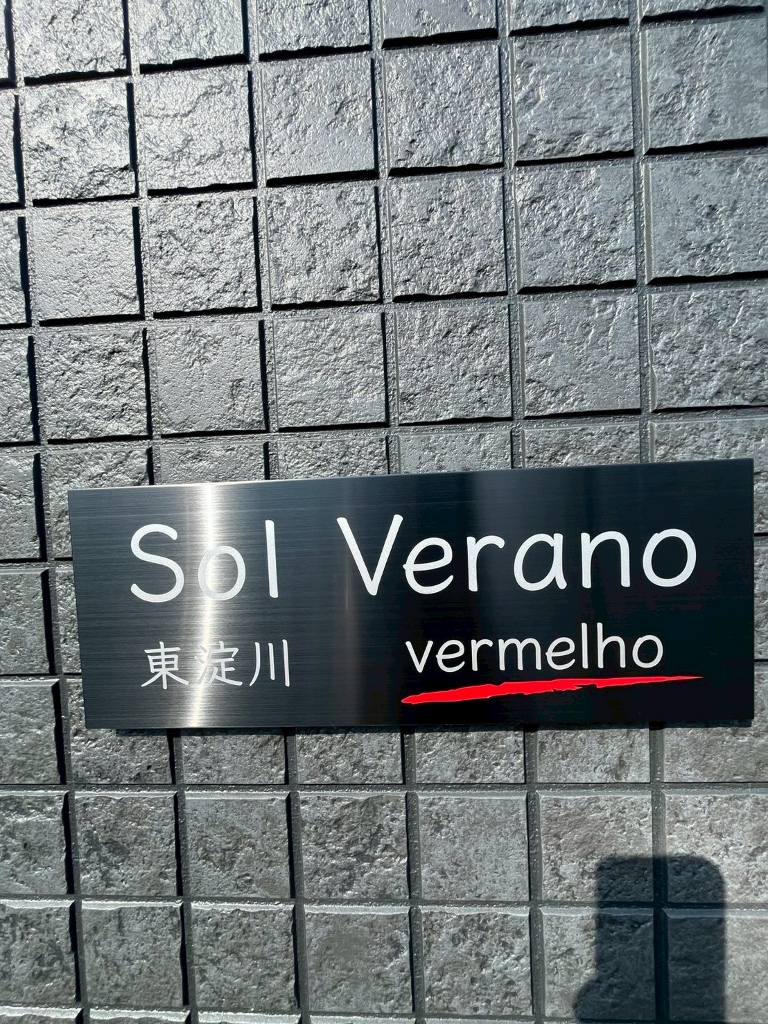 Sol Verano
東淀川 vermelho